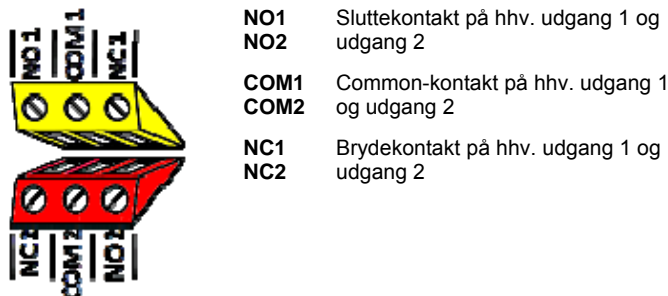 NO1
COM1
NC1
NC2
COM2
NO2
NO1 Sluttekontakt på hhv. udgang 1 og
NO2 udgang 2
COM1 Common-kontakt på hhv. udgang 1
COM2 og udgang 2
NC1 Brydekontakt på hhv. udgang 1 og
NC2 udgang 2